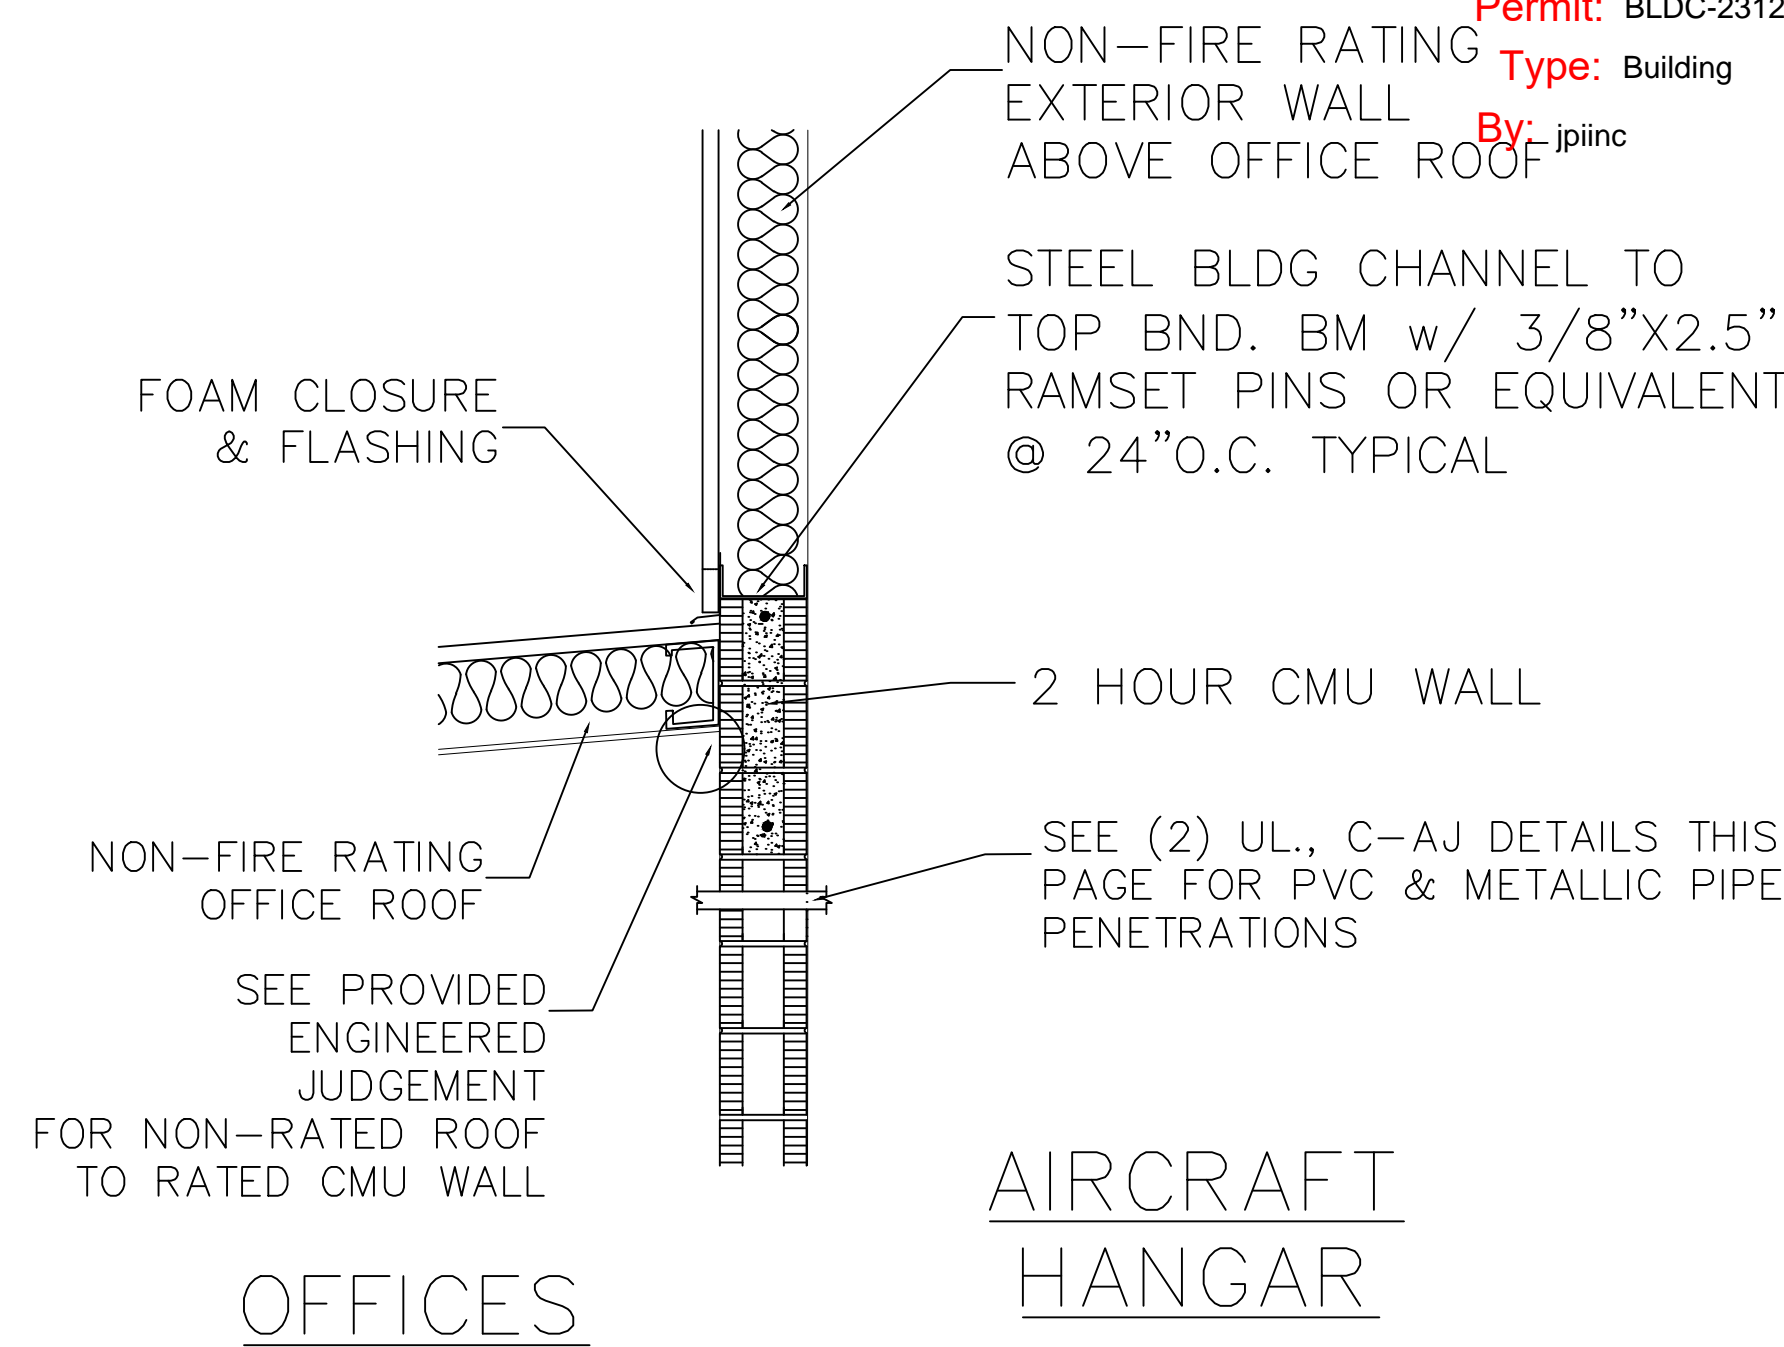 Permit: BLDC-2312
Type: Building
By: jpiinc
NON-FIRE RATING
EXTERIOR WALL
ABOVE OFFICE ROOF
STEEL BLDG CHANNEL TO
TOP BND. BM w/ 3/8"X2.5"
RAMSET PINS OR EQUIVALENT
@ 24"O.C. TYPICAL
FOAM CLOSURE
& FLASHING
2 HOUR CMU WALL
NON-FIRE RATING
OFFICE ROOF
SEE (2) UL., C-AJ DETAILS THIS
PAGE FOR PVC & METALLIC PIPE
PENETRATIONS
SEE PROVIDED
ENGINEERED
JUDGEMENT
FOR NON-RATED ROOF
TO RATED CMU WALL
AIRCRAFT
HANGAR
OFFICES